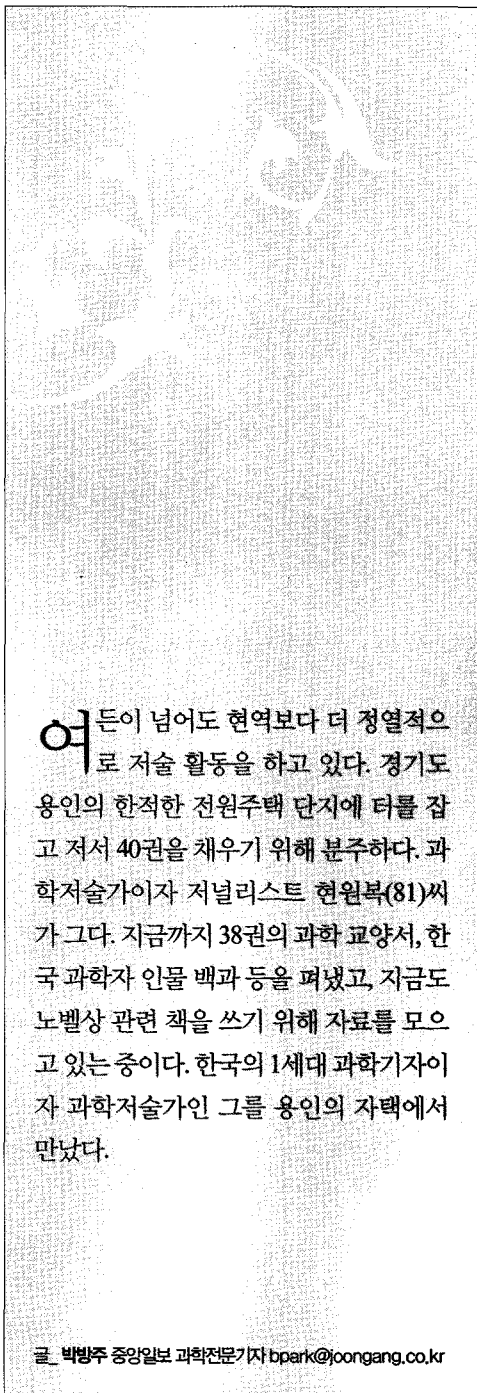 여든이 넘어도 현역보다 더 정열적으
로 저술 활동을 하고 있다. 경기도
용인의 한적한 전원주택 단지에 터를 잡
고 저서 40권을 채우기 위해 분주하다. 과
학저술가이자 저널리스트 현원복(81)씨
가 그다. 지금까지 38권의 과학 교양서, 한
국 과학자 인물 백과 등을 펴냈고, 지금도
노벨상 관련 책을 쓰기 위해 자료를 모으
고 있는 중이다. 한국의 1세대 과학기자이
자 과학저술가인 그를 용인의 자택에서
만났다.
글_ 박방주 중앙일보 과학전문기자 bpark@joongang.co.kr